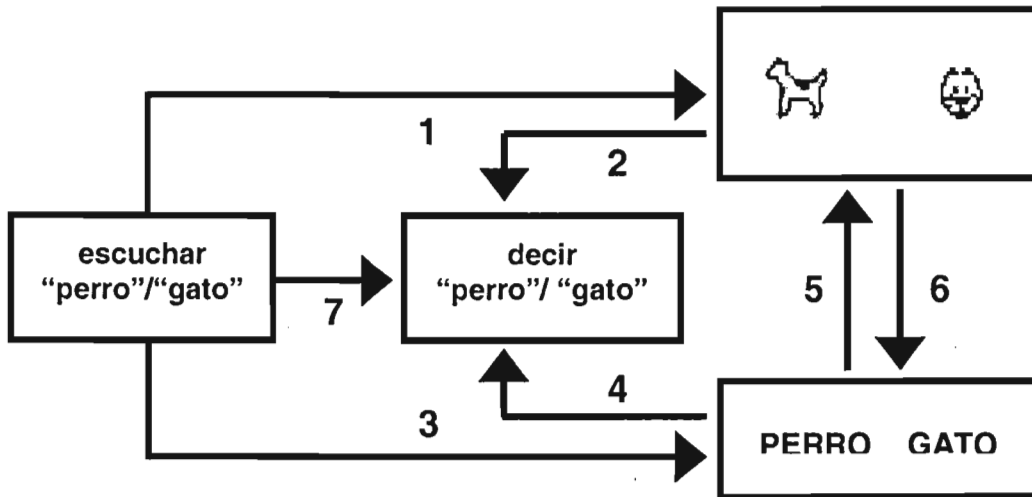 1
2
escuchar
“perro”/“gato”
7
decir
“perro”/ “gato”
5
6
4
3
PERRO GATO